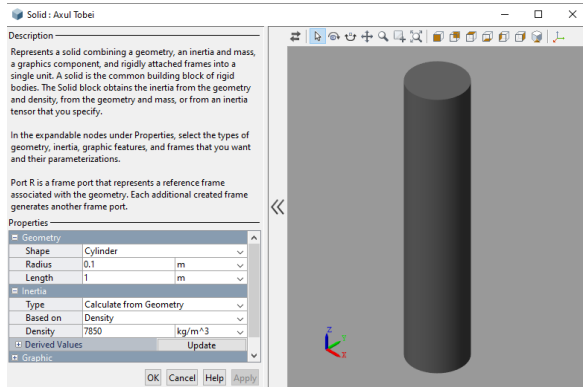 Solid : Axul Tobei
Description
Represents a solid combining a geometry, an inertia and mass,
a graphics component, and rigidly attached frames into a
single unit. A solid is the common building block of rigid
bodies. The Solid block obtains the inertia from the geometry
and density, from the geometry and mass, or from an inertia
tensor that you specify.
In the expandable nodes under Properties, select the types of
geometry, inertia, graphic features, and frames that you want
and their parameterizations.
Port R is a frame port that represents a reference frame
associated with the geometry. Each additional created frame
generates another frame port.
Properties
Geometry
Shape Cylinder
Radius 0.1 m
Length 1 m
Inertia
Type Calculate from Geometry
Based on Density
Density 7850 kg/m^3
Derived Values Update
Graphic
OK Cancel Help Apply
Z
Y
X